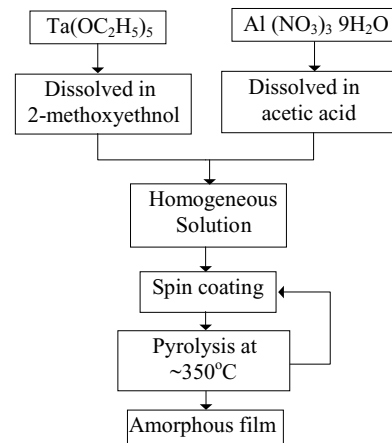 Ta(OC₂H₅)₅
Al (NO₃)₃ 9H₂O
Dissolved in
2-methoxyethnol
Dissolved in
acetic acid
Homogeneous
Solution
Spin coating
Pyrolysis at
~350°C
Amorphous film